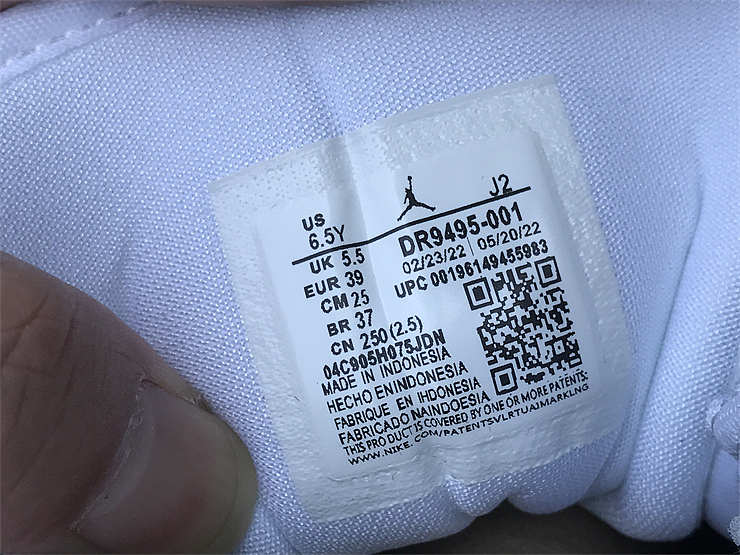 US
6.5Y
J2
UK 5.5
EUR 39
CM 25
BR 37
CN 250 (2.5)
DR9495-001
02/23/22 | 05/20/22
UPC 00196149455983
04C905H075JDN
MADE IN INDONESIA
HECHO ENINDONESIA
FABRIQUE EN IHDONESIA
FABRICADO NAINDOESIA
THIS PRODUCT IS COVERED BY ONE OR MORE PATENTS:
WWW.NIKE.COM/PATENTSVLRTUAIMARKLNG